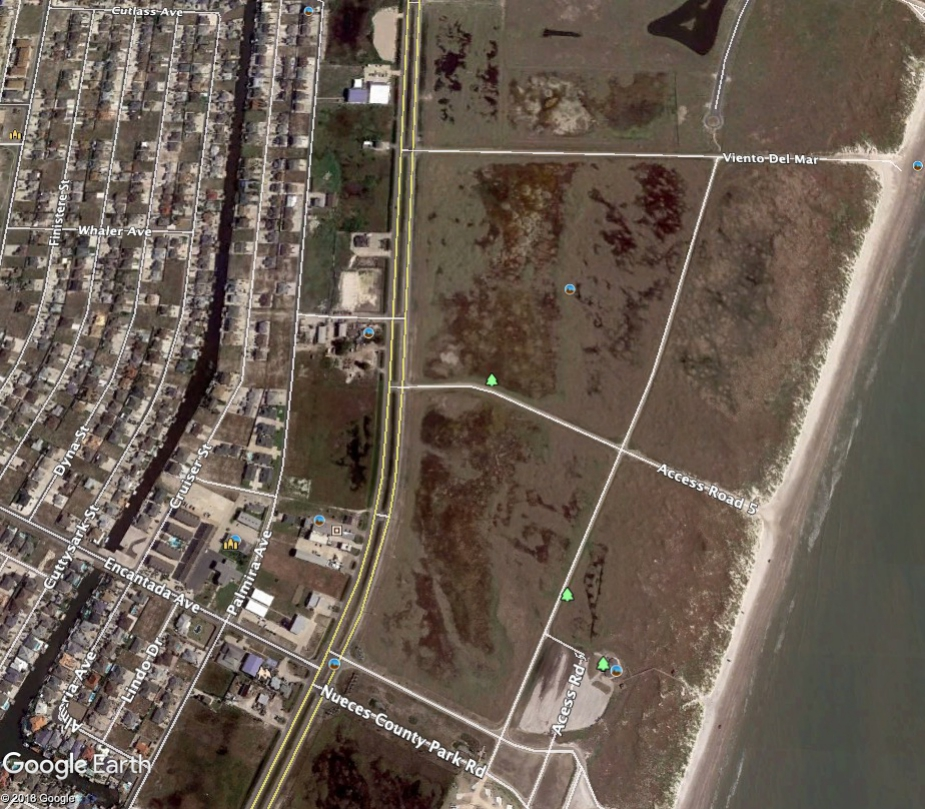 Cutlass Ave
Viento Del Mar
Finistere St
Whaler Ave
Dyna St
Cruiser St
Access Road 5
Cuttysark St
Encantada Ave
Palmira Ave
Lindo Dr
Acess Rd
Nueces County Park Rd
Google Earth
© 2018 Google